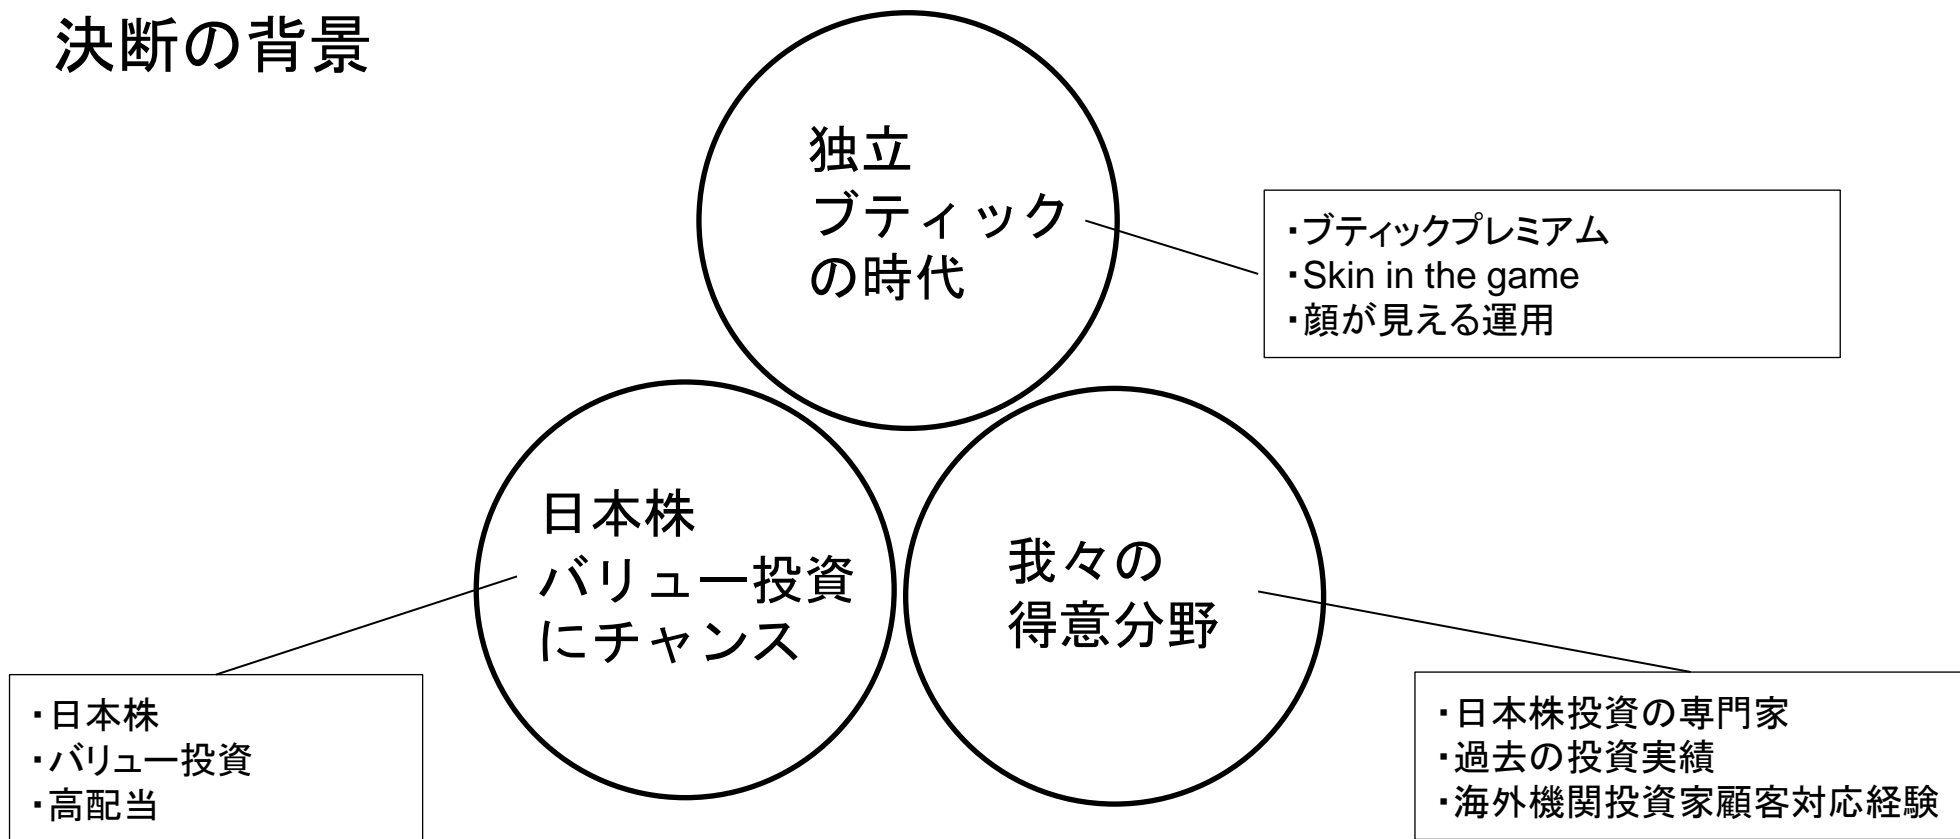 決断の背景
独立
ブティック
の時代
・ブティックプレミアム
・Skin in the game
・顔が見える運用
日本株
バリュー投資
にチャンス
・日本株
・バリュー投資
・高配当
我々の
得意分野
・日本株投資の専門家
・過去の投資実績
・海外機関投資家顧客対応経験